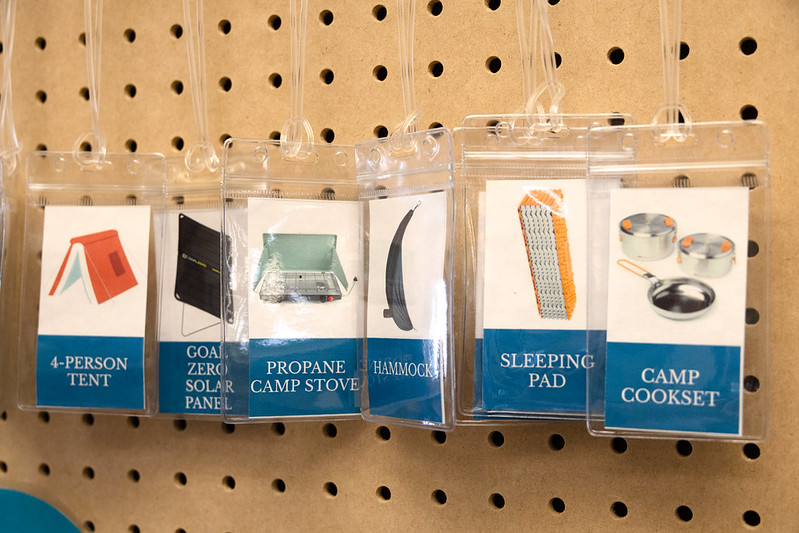 4-PERSON
TENT
GOAL
ZERO
SOLAR
PANEL
PROPANE
CAMP STOVE
HAMMOCK
SLEEPING
PAD
CAMP
COOKSET